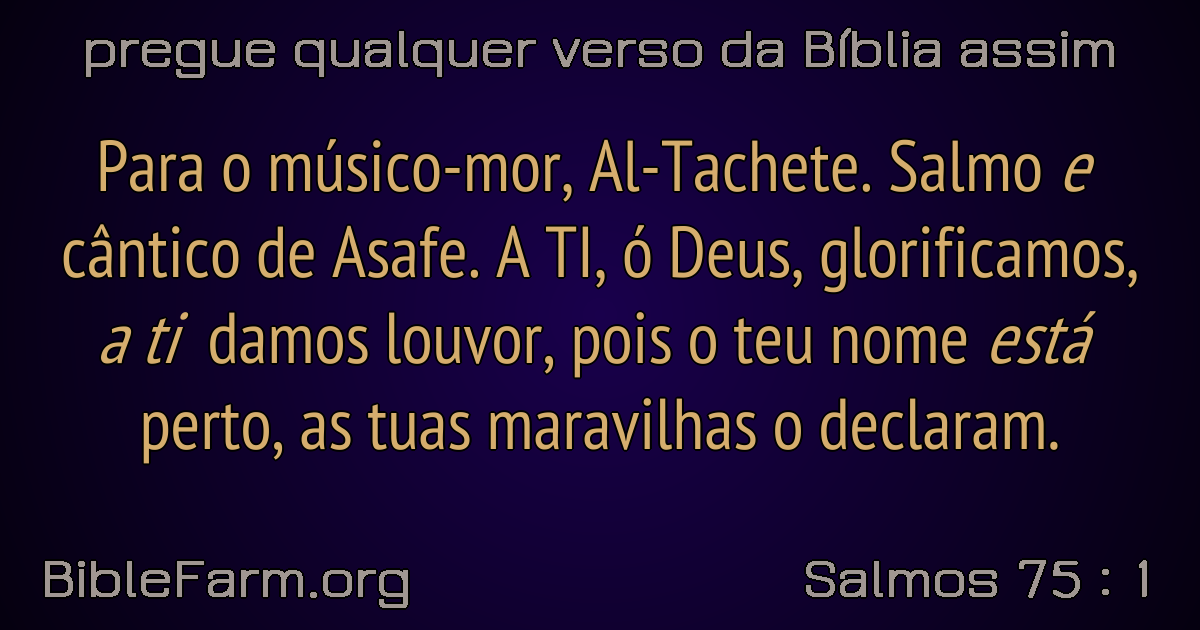 pregue qualquer verso da Bíblia assim
Para o músico-mor, Al-Tachete. Salmo e
cântico de Asafe. A TI, ó Deus, glorificamos,
a ti damos louvor, pois o teu nome está
perto, as tuas maravilhas o declaram.
BibleFarm.org
Salmos 75 : 1